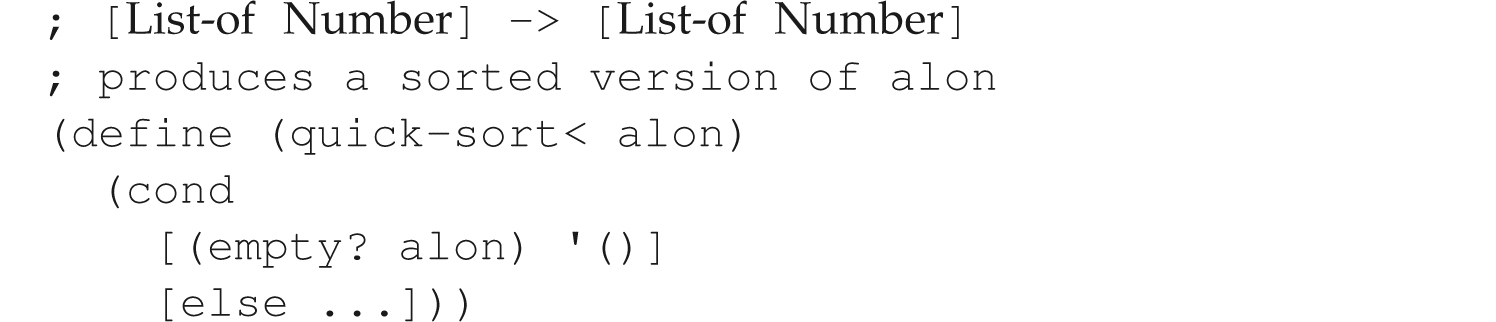 ; [List-of Number] -> [List-of Number]
; produces a sorted version of alon
(define (quick-sort< alon)
  (cond
    [(empty? alon) '()]
    [else ...]))